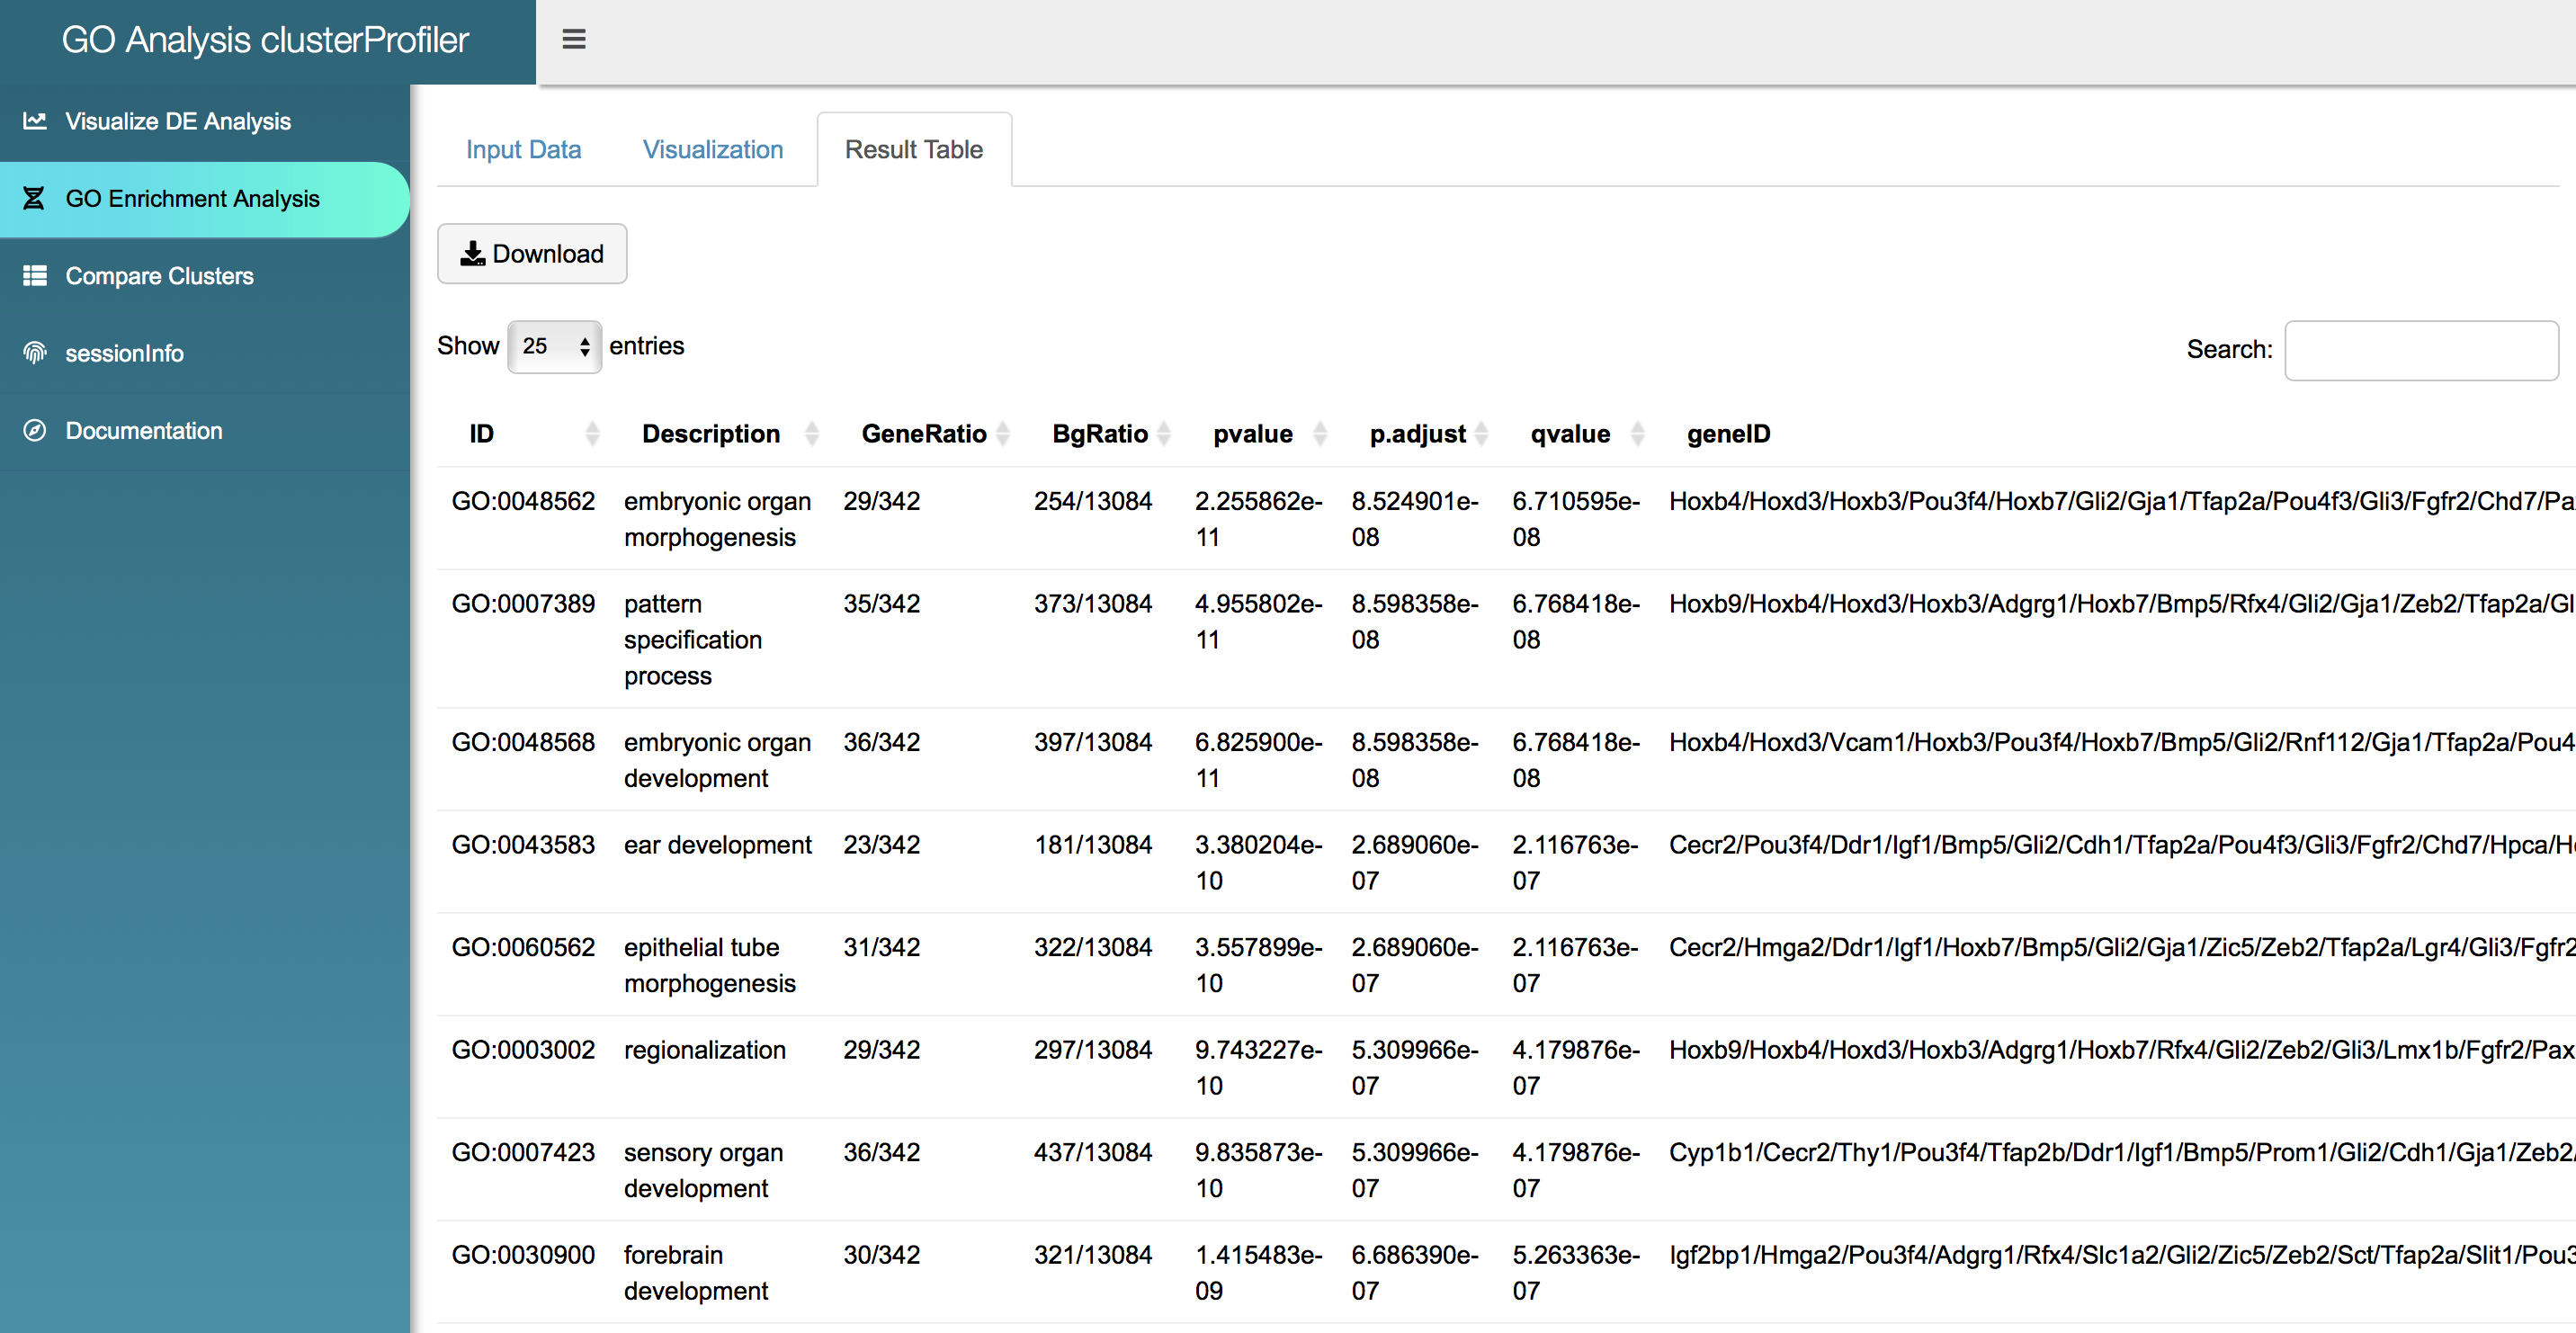 GO Analysis clusterProfiler
Visualize DE Analysis
GO Enrichment Analysis
Compare Clusters
sessionInfo
Documentation
Input Data Visualization Result Table
Download
Show 25 entries Search:
ID Description GeneRatio BgRatio pvalue p.adjust qvalue geneID
GO:0048562 embryonic organ 29/342 254/13084 2.255862e- 8.524901e- 6.710595e- Hoxb4/Hoxd3/Hoxb3/Pou3f4/Hoxb7/Gli2/Gja1/Tfap2a/Pou4f3/Gli3/Fgfr2/Chd7/Pa
morphogenesis 11 08 08
GO:0007389 pattern 35/342 373/13084 4.955802e- 8.598358e- 6.768418e- Hoxb9/Hoxb4/Hoxd3/Hoxb3/Adgrg1/Hoxb7/Bmp5/Rfx4/Gli2/Gja1/Zeb2/Tfap2a/Gl
specification 11 08 08
process
GO:0048568 embryonic organ 36/342 397/13084 6.825900e- 8.598358e- 6.768418e- Hoxb4/Hoxd3/Vcam1/Hoxb3/Pou3f4/Hoxb7/Bmp5/Gli2/Rnf112/Gja1/Tfap2a/Pou4
development 11 08 08
GO:0043583 ear development 23/342 181/13084 3.380204e- 2.689060e- 2.116763e- Cecr2/Pou3f4/Ddr1/Igf1/Bmp5/Gli2/Cdh1/Tfap2a/Pou4f3/Gli3/Fgfr2/Chd7/Hpca/H
10 07 07
GO:0060562 epithelial tube 31/342 322/13084 3.557899e- 2.689060e- 2.116763e- Cecr2/Hmga2/Ddr1/Igf1/Hoxb7/Bmp5/Gli2/Gja1/Zic5/Zeb2/Tfap2a/Lgr4/Gli3/Fgfr2
morphogenesis 10 07 07
GO:0003002 regionalization 29/342 297/13084 9.743227e- 5.309966e- 4.179876e- Hoxb9/Hoxb4/Hoxd3/Hoxb3/Adgrg1/Hoxb7/Rfx4/Gli2/Zeb2/Gli3/Lmx1b/Fgfr2/Pax
10 07 07
GO:0007423 sensory organ 36/342 437/13084 9.835873e- 5.309966e- 4.179876e- Cyp1b1/Cecr2/Thy1/Pou3f4/Tfap2b/Ddr1/Igf1/Bmp5/Prom1/Gli2/Cdh1/Gja1/Zeb2/
development 10 07 07
GO:0030900 forebrain 30/342 321/13084 1.415483e- 6.686390e- 5.263363e- Igf2bp1/Hmga2/Pou3f4/Adgrg1/Rfx4/Slc1a2/Gli2/Zic5/Zeb2/Sct/Tfap2a/Slit1/Pou3
development 09 07 07